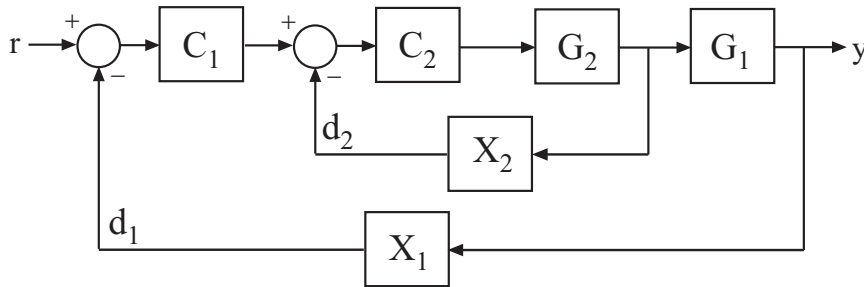 r + − C₁ + − C₂ G₂ G₁ y
d₂ X₂
d₁ X₁